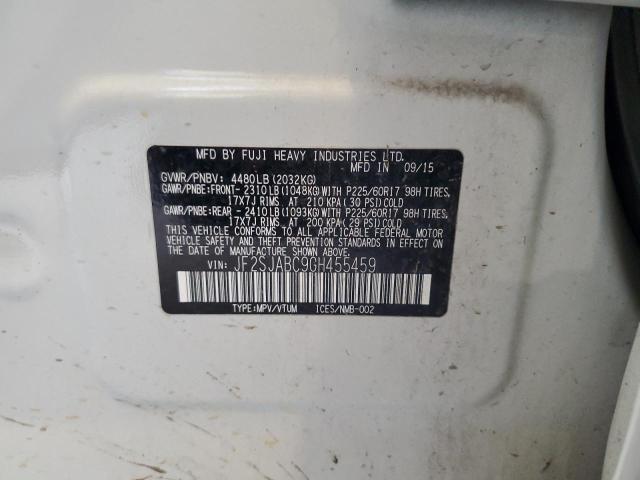 MFD BY FUJI HEAVY INDUSTRIES LTD.
MFD IN 09/15
GVWR/PNBV: 4480LB (2032KG)
GAWR/PNBE:FRONT- 2310LB (1048KG)WITH P225/60R17 98H TIRES,
17X7J RIMS AT 210 KPA (30 PSI)COLD
GAWR/PNBE:REAR - 2410LB (1093KG)WITH P225/60R17 98H TIRES,
17X7J RIMS AT 200 KPA (29 PSI)COLD
THIS VEHICLE CONFORMS TO ALL APPLICABLE FEDERAL MOTOR
VEHICLE SAFETY AND THEFT PREVENTION STANDARDS IN EFFECT ON
THE DATE OF MANUFACTURE SHOWN ABOVE.
VIN: JF2SJABC9GH455459
TYPE:MPV/VTUM ICES/NMB-002